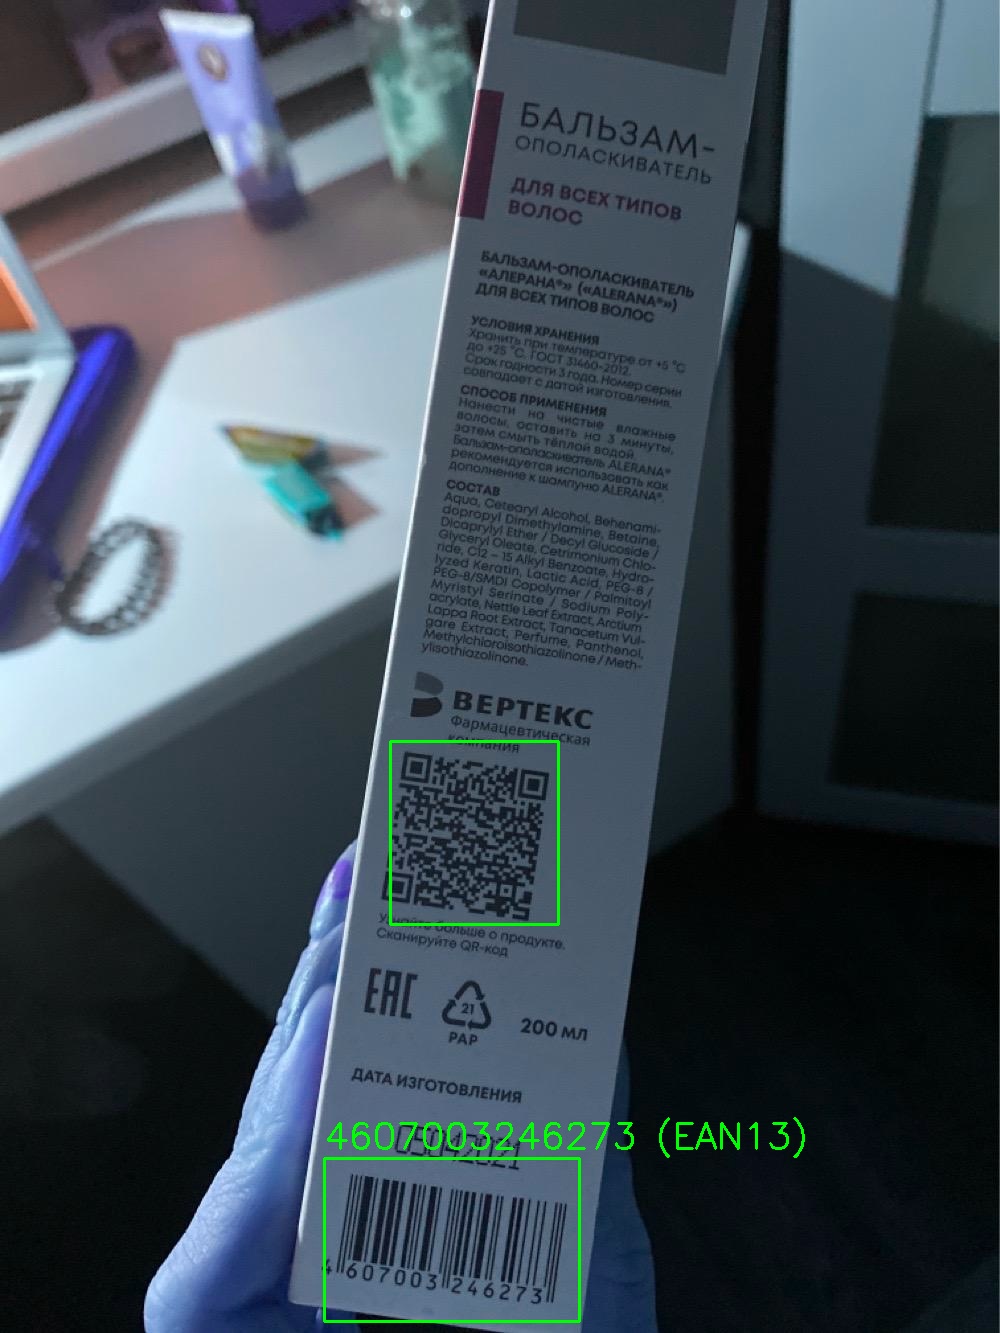 БАЛЬЗАМ-
ОПОЛАСКИВАТЕЛЬ
ДЛЯ ВСЕХ ТИПОВ
ВОЛОС
БАЛЬЗАМ-ОПОЛАСКИВАТЕЛЬ
«АЛЕРАНА®» («ALERANA®»)
ДЛЯ ВСЕХ ТИПОВ ВОЛОС
УСЛОВИЯ ХРАНЕНИЯ
Хранить при температуре от +5 °C
до +25 °C. ГОСТ 31460-2012.
Срок годности 3 года. Номер серии
совпадает с датой изготовления.
СПОСОБ ПРИМЕНЕНИЯ
Нанести на чистые влажные
волосы, оставить на 3 минуты,
затем смыть тёплой водой.
Бальзам-ополаскиватель ALERANA®
рекомендуется использовать как
дополнение к шампуню ALERANA®.
СОСТАВ
Aqua, Cetearyl Alcohol, Behenami-
dopropyl Dimethylamine, Betaine,
Dicaprylyl Ether / Decyl Glucoside /
Glyceryl Oleate, Cetrimonium Chlo-
ride, C12 – 15 Alkyl Benzoate, Hydro-
lyzed Keratin, Lactic Acid, PEG-8 /
PEG-8/SMDI Copolymer / Palmitoyl
Myristyl Serinate / Sodium Poly-
acrylate, Nettle Leaf Extract, Arctium
Lappa Root Extract, Tanacetum Vul-
gare Extract, Perfume, Panthenol,
Methylchloroisothiazolinone / Meth-
ylisothiazolinone.
ВЕРТЕКС
Фармацевтическая
компания
Узнайте больше о продукте.
Сканируйте QR-код
EAC
21
PAP
200 МЛ
ДАТА ИЗГОТОВЛЕНИЯ
4607003246273 (EAN13)
05042021
4 607003 246273